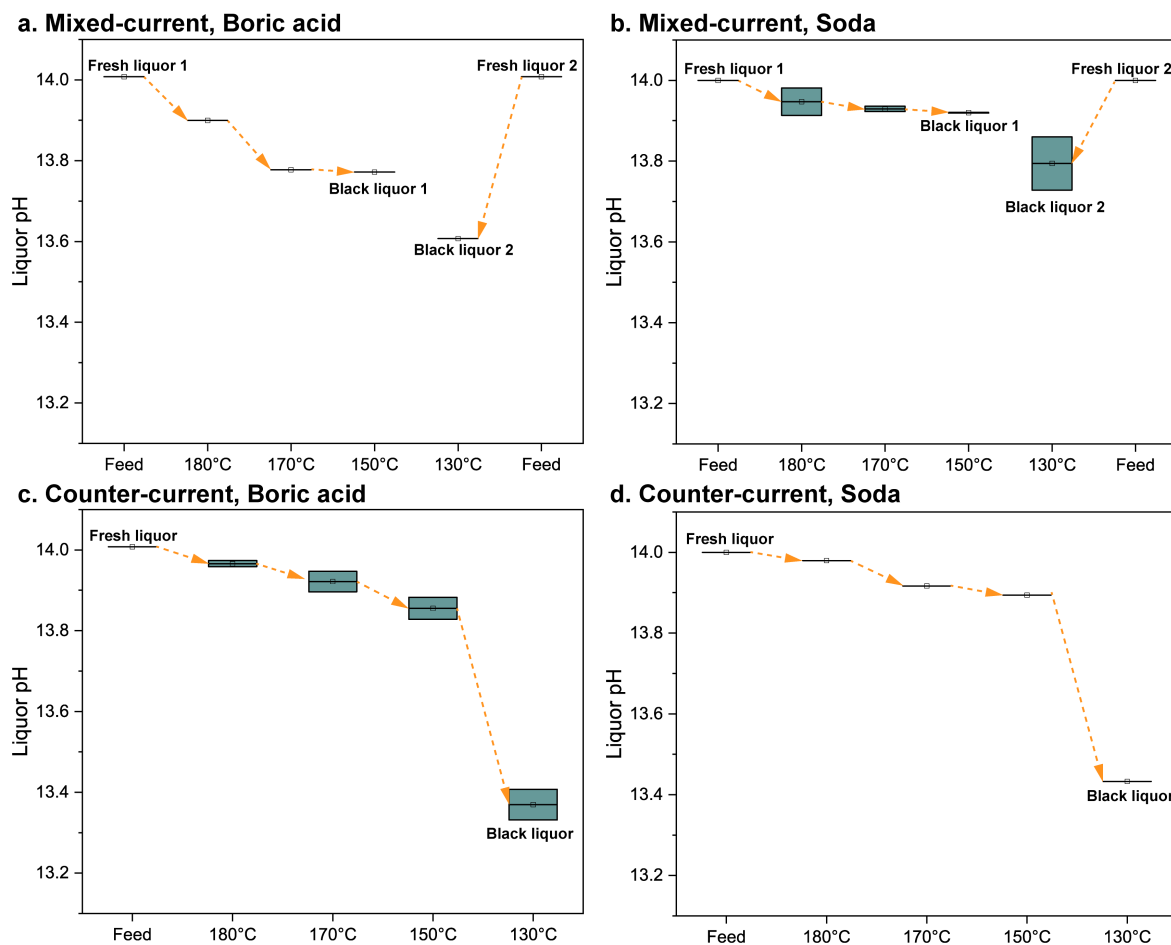 a. Mixed-current, Boric acid
Fresh liquor 1
Fresh liquor 2
Black liquor 1
Black liquor 2
Liquor pH
14.0
13.8
13.6
13.4
13.2
Feed 180°C 170°C 150°C 130°C Feed
b. Mixed-current, Soda
Fresh liquor 1
Fresh liquor 2
Black liquor 1
Black liquor 2
Liquor pH
14.0
13.8
13.6
13.4
13.2
Feed 180°C 170°C 150°C 130°C Feed
c. Counter-current, Boric acid
Fresh liquor
Black liquor
Liquor pH
14.0
13.8
13.6
13.4
13.2
Feed 180°C 170°C 150°C 130°C
d. Counter-current, Soda
Fresh liquor
Black liquor
Liquor pH
14.0
13.8
13.6
13.4
13.2
Feed 180°C 170°C 150°C 130°C